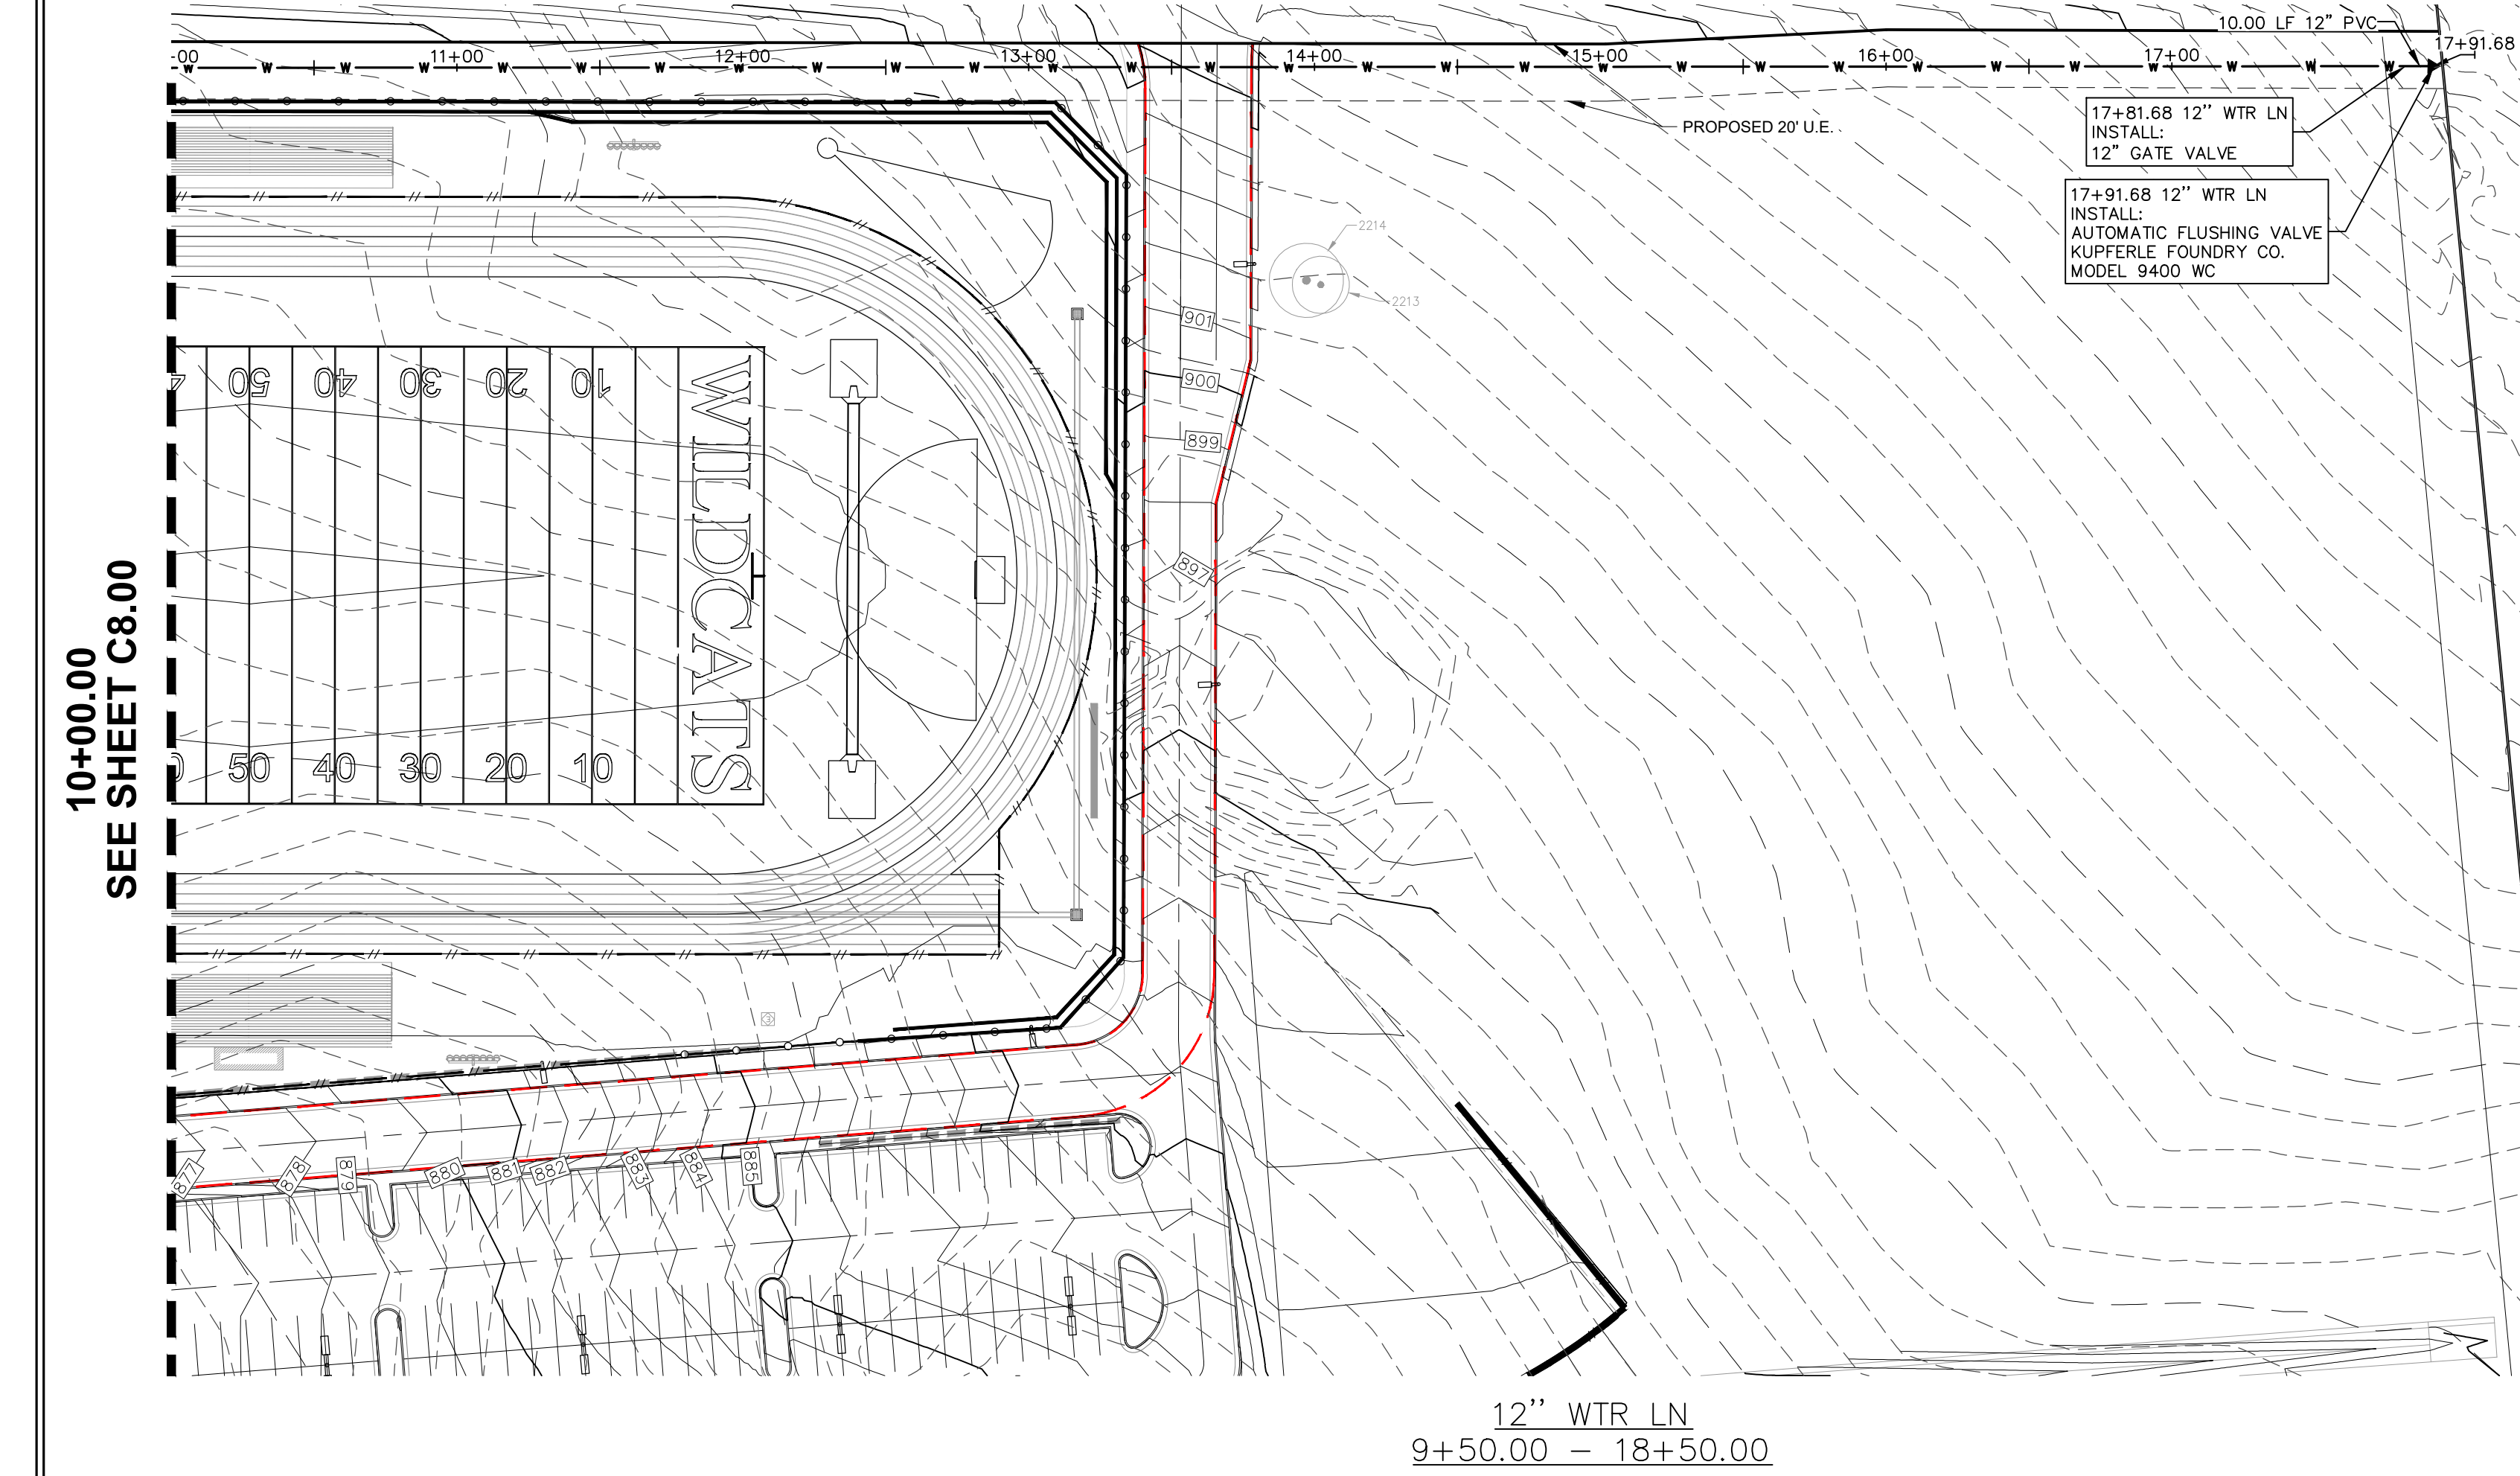 10.00 LF 12" PVC
17+91.68
-00
11+00
12+00
13+00
14+00
15+00
16+00
17+00
W W W W W W W W W W W W W W W W W W W W W W W W W W W W W
PROPOSED 20' U.E.
17+81.68 12" WTR LN
INSTALL:
12" GATE VALVE
17+91.68 12" WTR LN
INSTALL:
AUTOMATIC FLUSHING VALVE
KUPFERLE FOUNDRY CO.
MODEL 9400 WC
2214
2213
901
900
899
897
50 40 30 20 10
WILDCATS
50 40 30 20 10
10+00.00
SEE SHEET C8.00
877
878
879
880
881
882
883
884
885
12" WTR LN
9+50.00 - 18+50.00